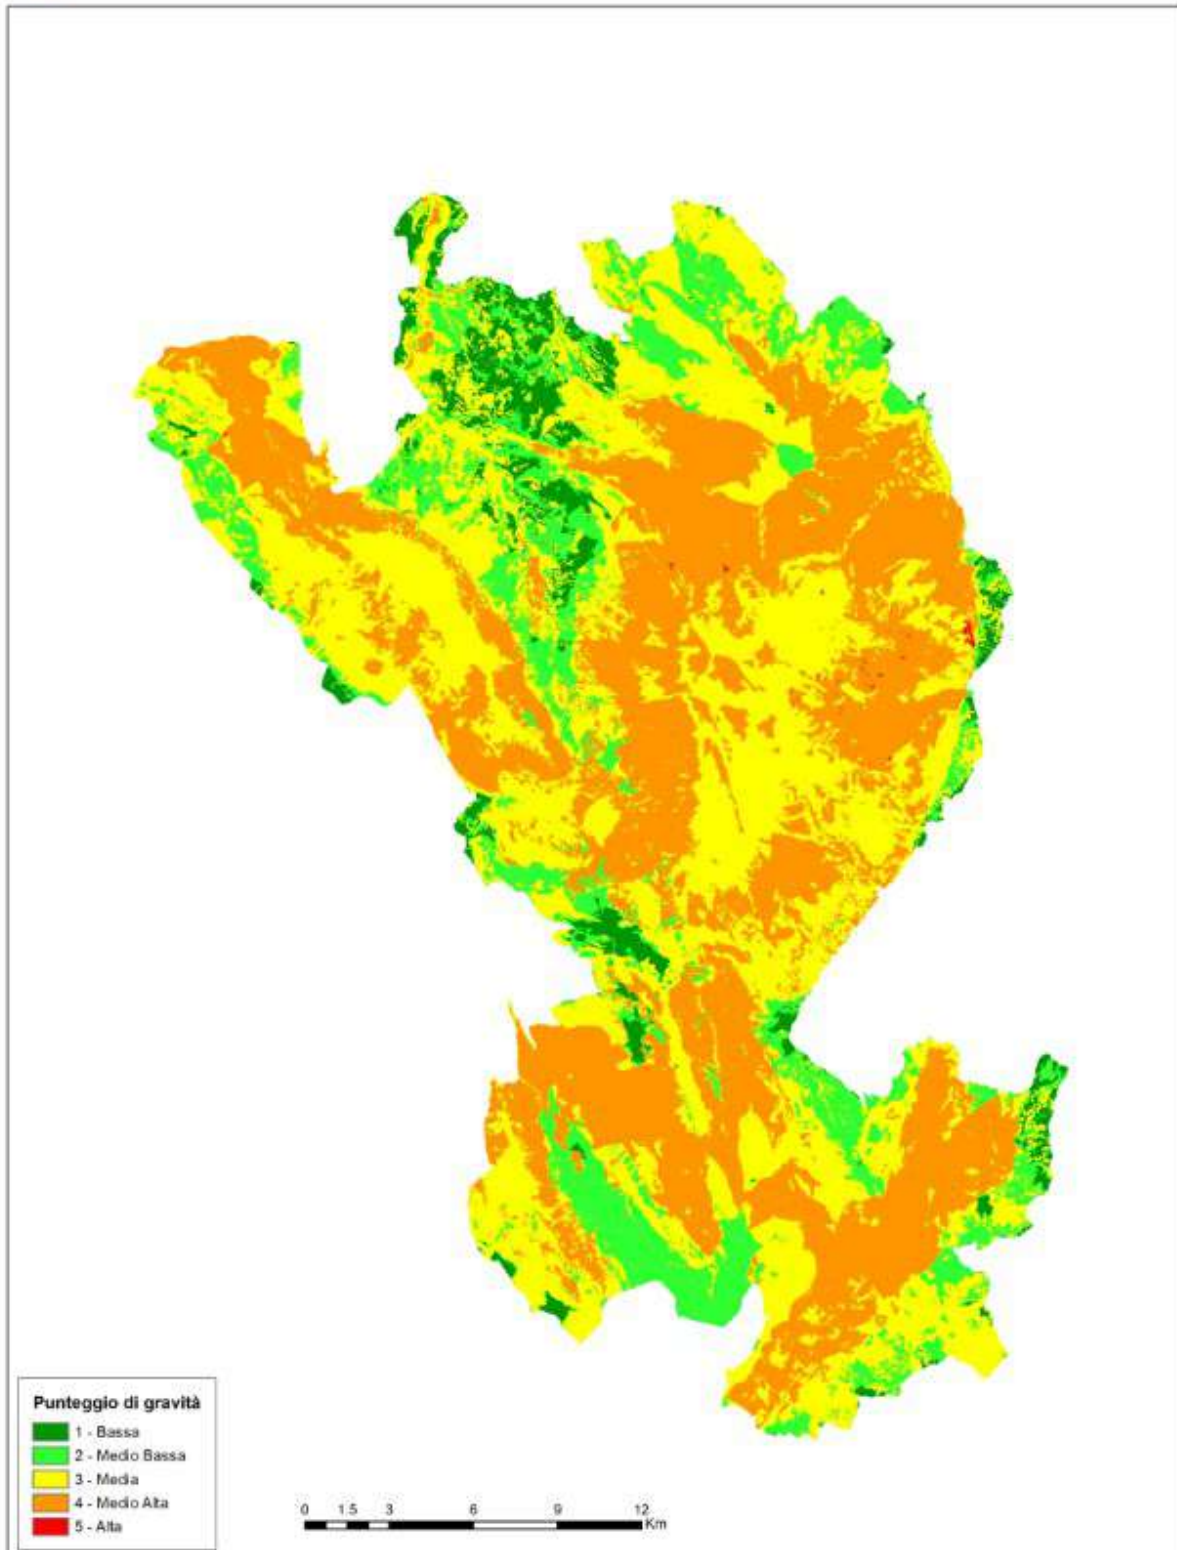 Punteggio di gravità
1 - Bassa
2 - Medio Bassa
3 - Media
4 - Medio Alta
5 - Alta
0 1.5 3 6 9 12
Km